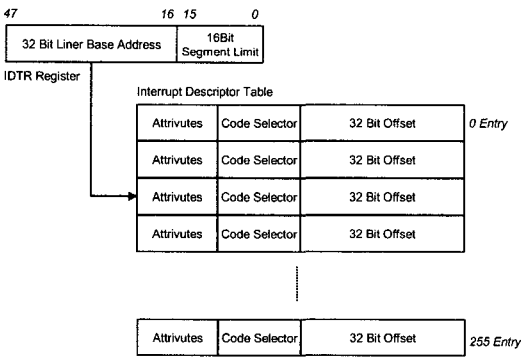 47 16 15 0
32 Bit Liner Base Address
16Bit
Segment Limit
IDTR Register
Interrupt Descriptor Table
Attrivutes Code Selector 32 Bit Offset 0 Entry
Attrivutes Code Selector 32 Bit Offset
Attrivutes Code Selector 32 Bit Offset
Attrivutes Code Selector 32 Bit Offset
Attrivutes Code Selector 32 Bit Offset 255 Entry